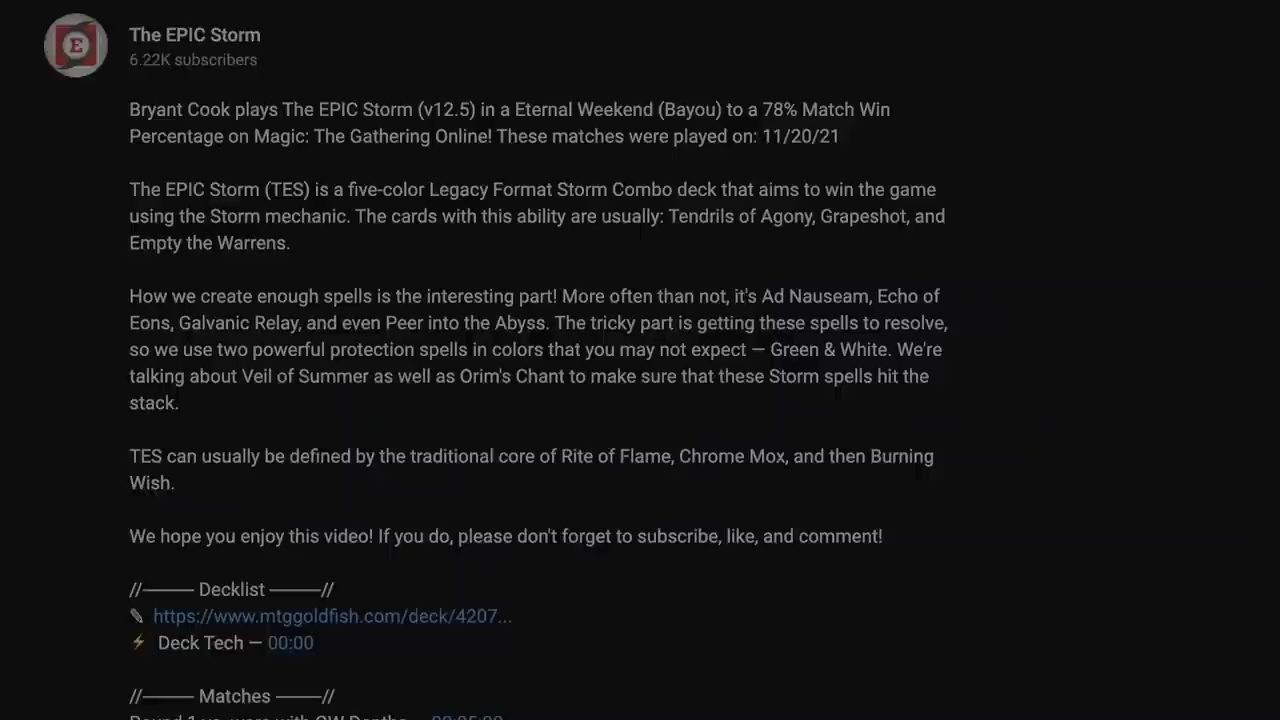 The EPIC Storm
6.22K subscribers
Bryant Cook plays The EPIC Storm (v12.5) in a Eternal Weekend (Bayou) to a 78% Match Win
Percentage on Magic: The Gathering Online! These matches were played on: 11/20/21
The EPIC Storm (TES) is a five-color Legacy Format Storm Combo deck that aims to win the game
using the Storm mechanic. The cards with this ability are usually: Tendrils of Agony, Grapeshot, and
Empty the Warrens.
How we create enough spells is the interesting part! More often than not, it's Ad Nauseam, Echo of
Eons, Galvanic Relay, and even Peer into the Abyss. The tricky part is getting these spells to resolve,
so we use two powerful protection spells in colors that you may not expect — Green & White. We're
talking about Veil of Summer as well as Orim's Chant to make sure that these Storm spells hit the
stack.
TES can usually be defined by the traditional core of Rite of Flame, Chrome Mox, and then Burning
Wish.
We hope you enjoy this video! If you do, please don't forget to subscribe, like, and comment!
//——— Decklist ———//
✎ https://www.mtggoldfish.com/deck/4207...
⚡ Deck Tech — 00:00
//——— Matches ———//